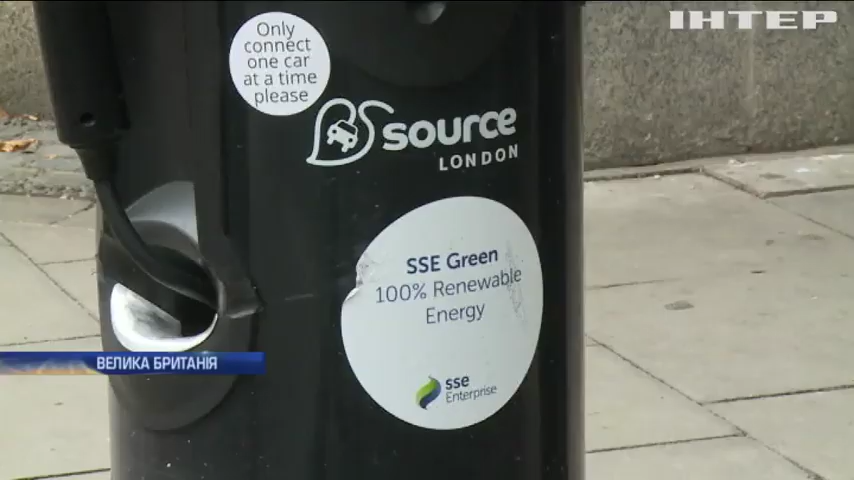 ІНТЕР
Only
connect
one car
at a time
please
source
LONDON
SSE Green
100% Renewable
Energy
sse
Enterprise
ВЕЛИКА БРИТАНІЯ